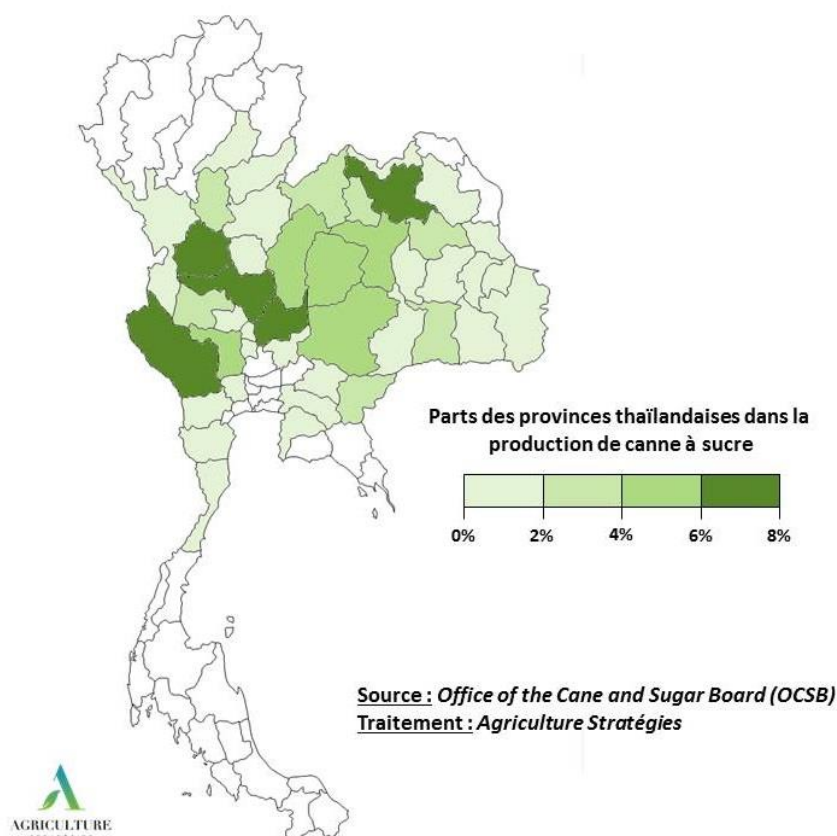 Parts des provinces thaïlandaises dans la
production de canne à sucre
0% 2% 4% 6% 8%
Source : Office of the Cane and Sugar Board (OCSB)
Traitement : Agriculture Stratégies
AGRICULTURE